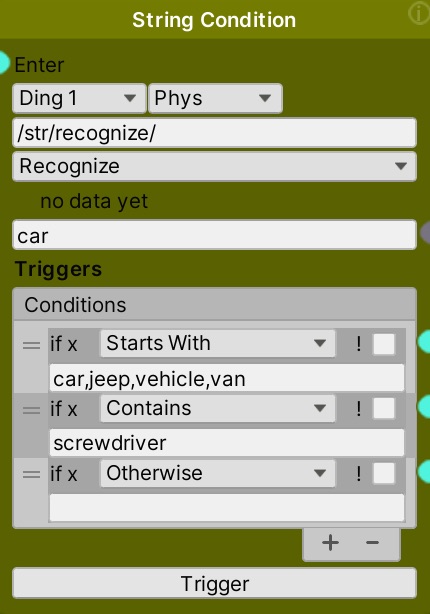 String Condition
Enter
Ding 1 Phys
/str/recognize/
Recognize
no data yet
car
Triggers
Conditions
if x Starts With !
car,jeep,vehicle,van
if x Contains !
screwdriver
if x Otherwise !
+ −
Trigger